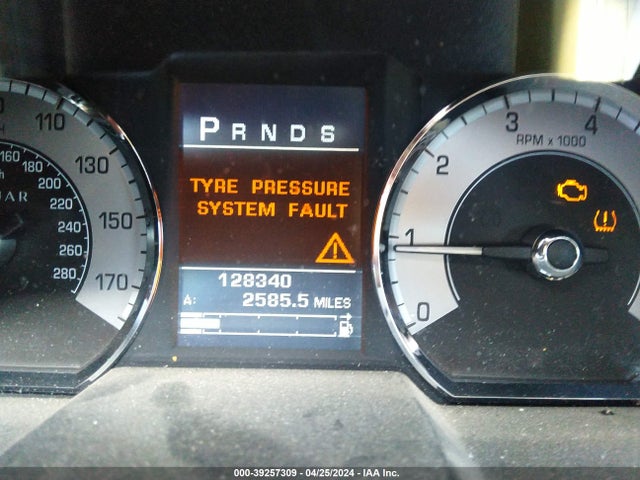 110
130
150
170
160
180
200
220
240
260
280
P R N D S
TYRE PRESSURE
SYSTEM FAULT
128340
A: 2585.5 MILES
0
1
2
3
4
RPM x 1000
000-39257309 - 04/25/2024 - IAA Inc.